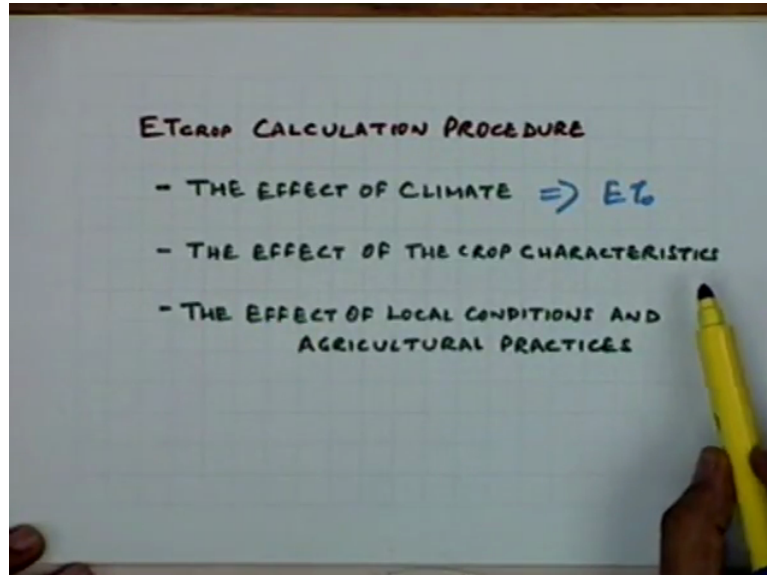 ETCROP CALCULATION PROCEDURE
- THE EFFECT OF CLIMATE => ETo
- THE EFFECT OF THE CROP CHARACTERISTICS
- THE EFFECT OF LOCAL CONDITIONS AND
AGRICULTURAL PRACTICES